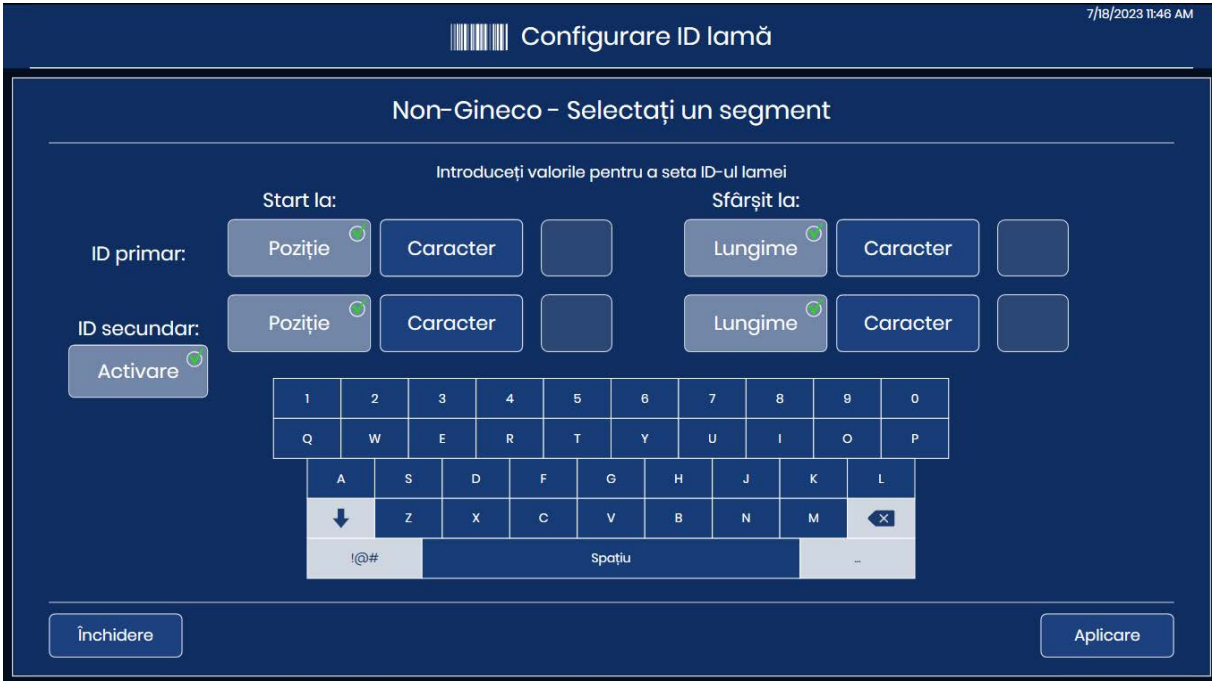 7/18/2023 11:46 AM
Configurare ID lamă
Non-Gineco - Selectați un segment
Introduceți valorile pentru a seta ID-ul lamei
Start la: Sfârșit la:
ID primar: Poziție Caracter Lungime Caracter
ID secundar: Poziție Caracter Lungime Caracter
Activare
1 2 3 4 5 6 7 8 9 0
Q W E R T Y U I O P
A S D F G H J K L
Z X C V B N M
!@# Spațiu ...
Închidere Aplicare